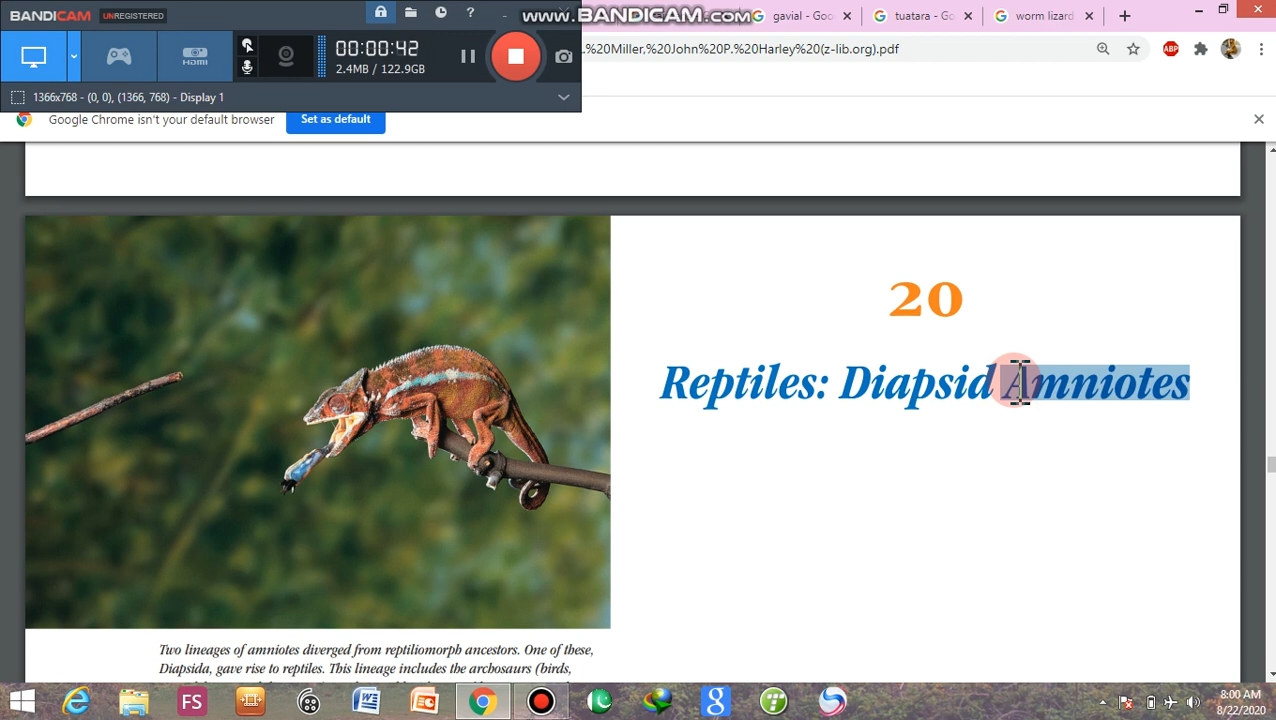 BANDICAM UNREGISTERED
www.BANDICAM.com
gavial - Goo
tuatara - Go
worm lizard
HDMI
00:00:42
2.4MB / 122.9GB
.%20Miller,%20John%20P.%20Harley%20(z-lib.org).pdf
ABP
1366x768 - (0, 0), (1366, 768) - Display 1
Google Chrome isn't your default browser
Set as default
20
Reptiles: Diapsid Amniotes
Two lineages of amniotes diverged from reptiliomorph ancestors. One of these,
Diapsida, gave rise to reptiles. This lineage includes the archosaurs (birds,
FS
8:00 AM
8/22/2020